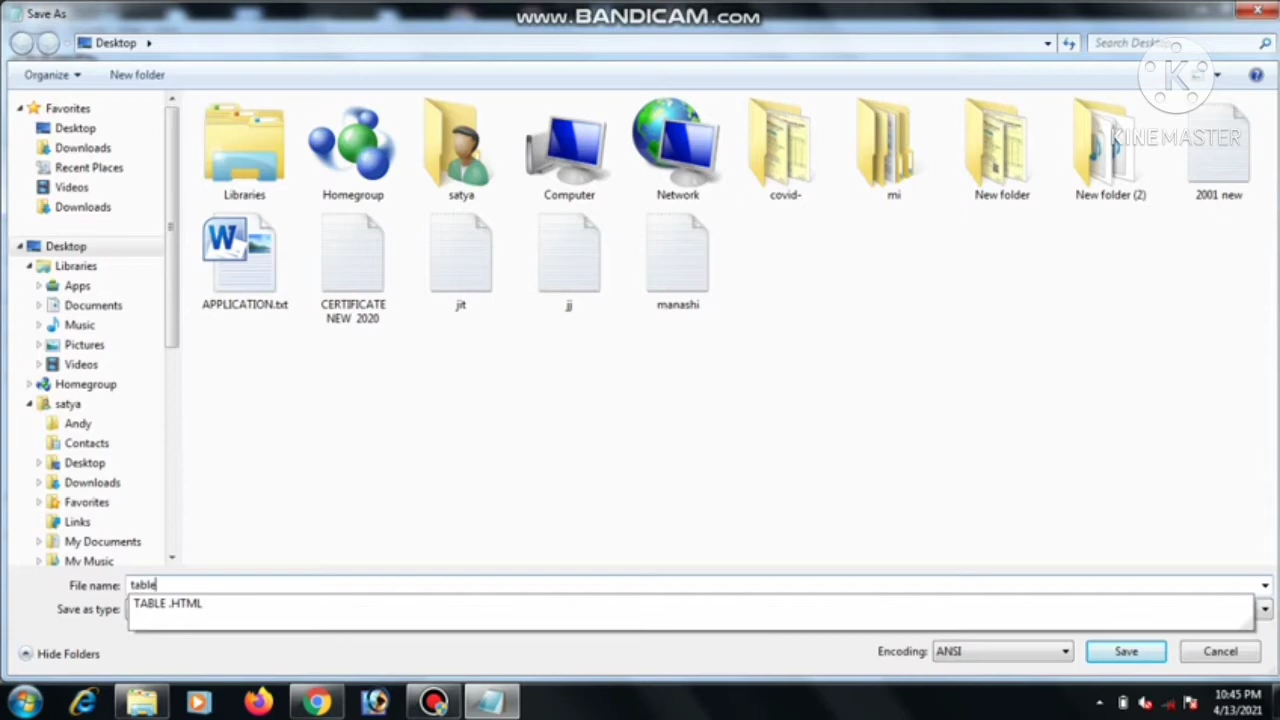 Save As
www.BANDICAM.com
Desktop
Search Desktop
Organize
New folder
K
KINEMASTER
Favorites
Desktop
Downloads
Recent Places
Videos
Downloads
Desktop
Libraries
Apps
Documents
Music
Pictures
Videos
Homegroup
satya
Andy
Contacts
Desktop
Downloads
Favorites
Links
My Documents
My Music
Libraries
Homegroup
satya
Computer
Network
covid-
mi
New folder
New folder (2)
2001 new
APPLICATION.txt
CERTIFICATE
NEW 2020
jit
jj
manashi
File name: table
TABLE .HTML
Save as type:
Hide Folders
Encoding: ANSI
Save
Cancel
10:45 PM
4/13/2021